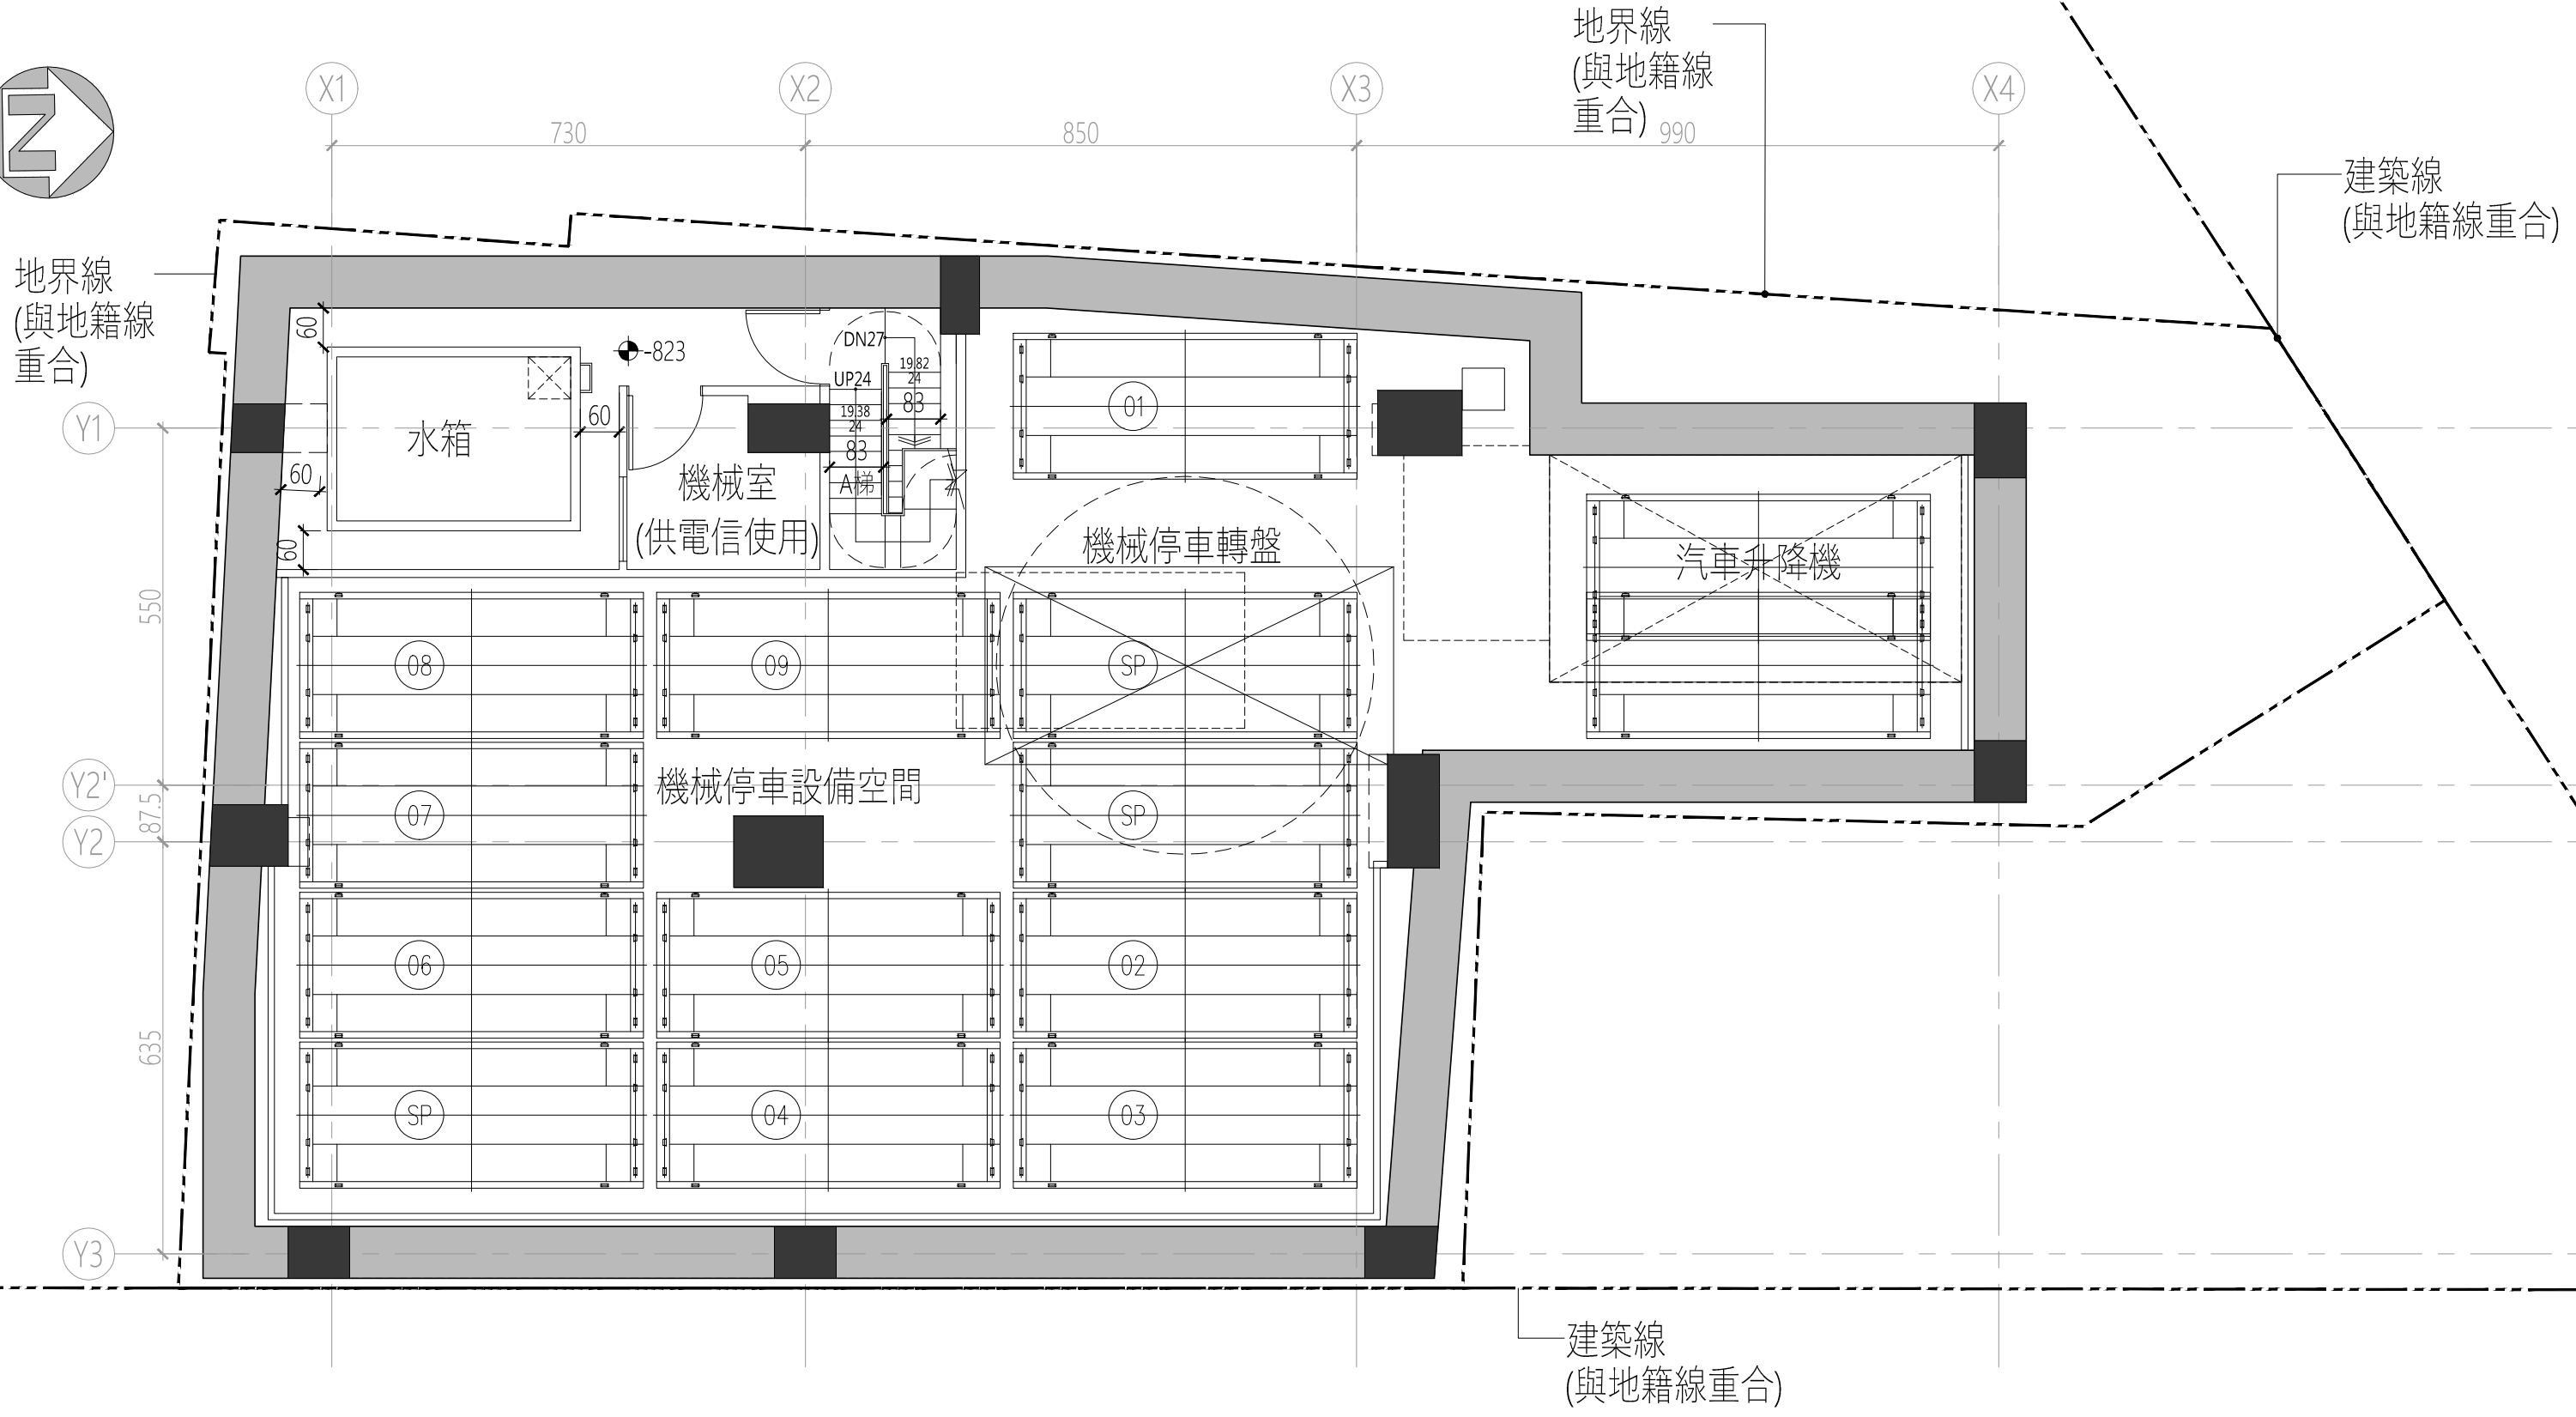 地界線
(與地籍線
重合)
X1
X2
X3
X4
730
850
990
建築線
(與地籍線重合)
N
地界線
(與地籍線
重合)
60
-823
DN27
19.82
24
83
UP24
19.38
24
83
A梯
01
Y1
水箱
60
60
60
機械室
(供電信使用)
機械停車轉盤
汽車升降機
550
08
09
SP
Y2'
87.5
Y2
07
機械停車設備空間
SP
06
05
02
635
SP
04
03
Y3
建築線
(與地籍線重合)